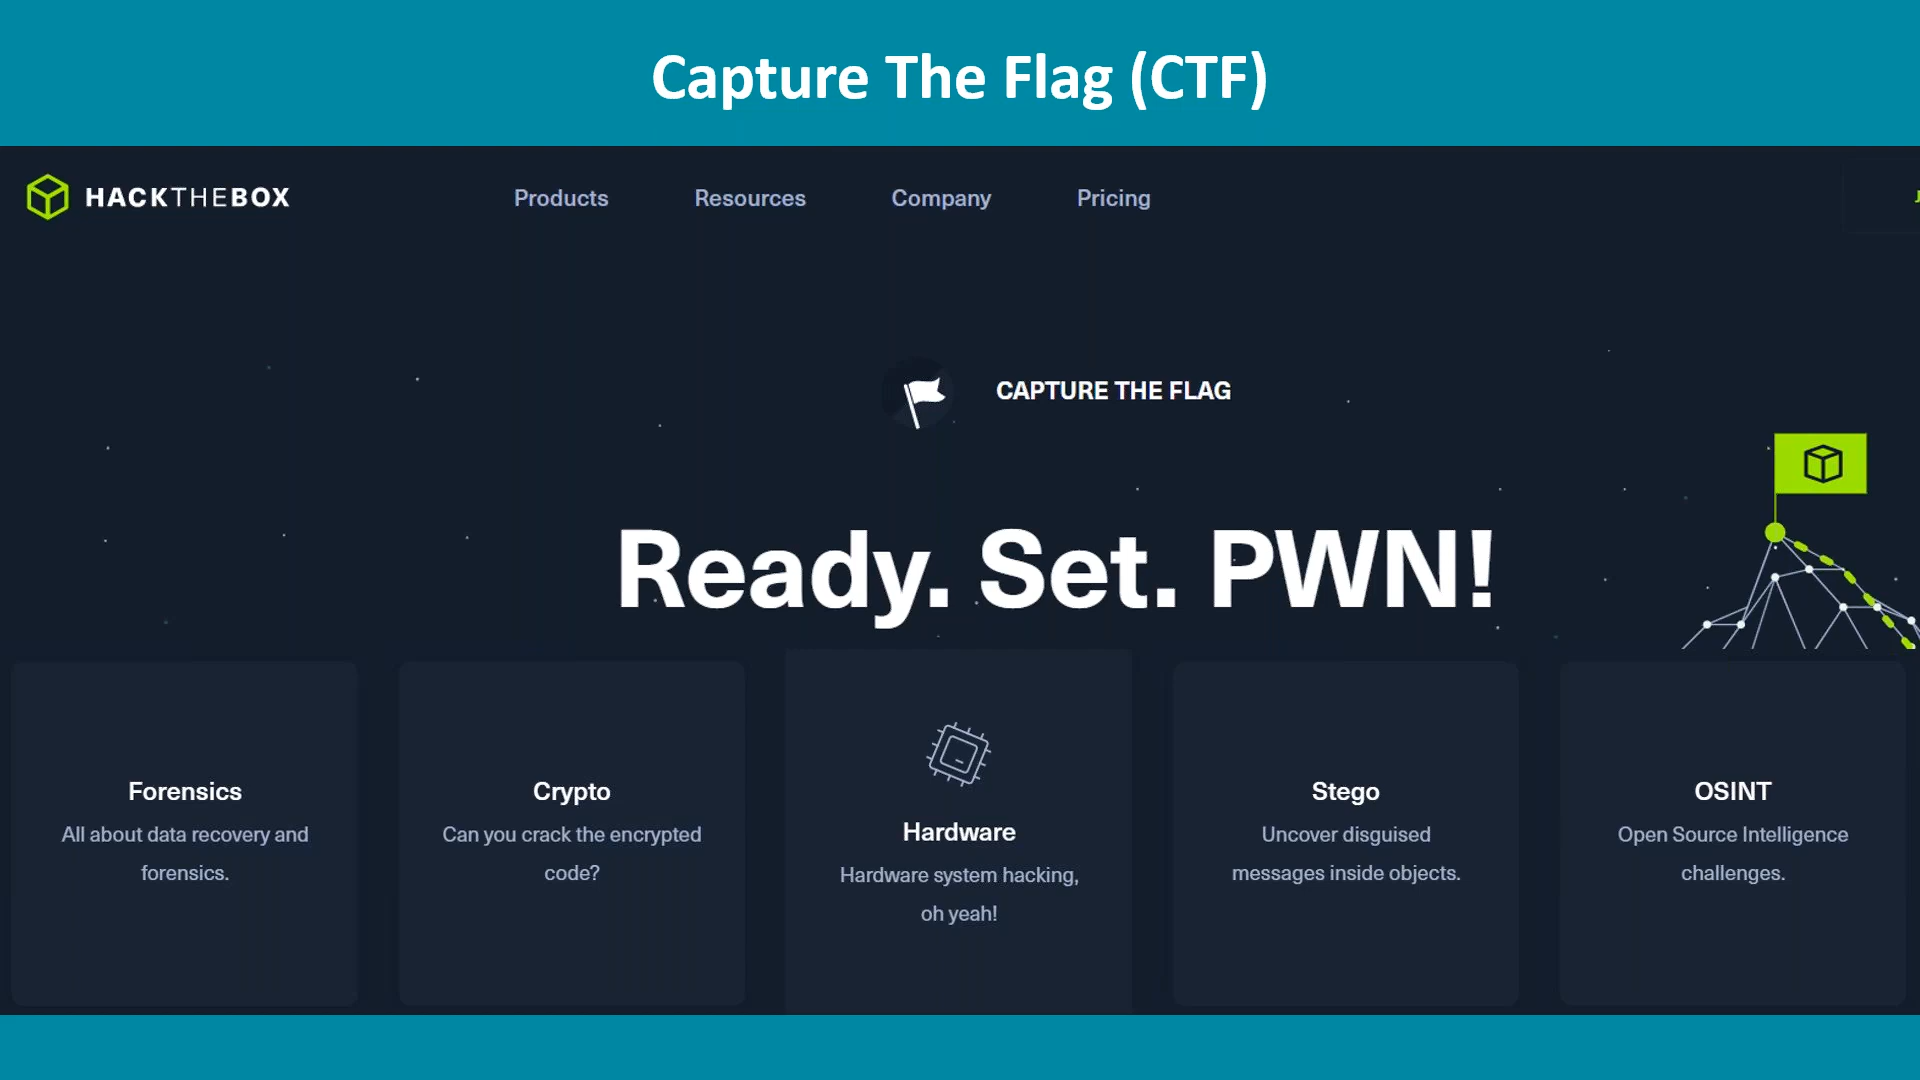 Capture The Flag (CTF)
HACKTHEBOX
Products
Resources
Company
Pricing
CAPTURE THE FLAG
Ready. Set. PWN!
Forensics
All about data recovery and
forensics.
Crypto
Can you crack the encrypted
code?
Hardware
Hardware system hacking,
oh yeah!
Stego
Uncover disguised
messages inside objects.
OSINT
Open Source Intelligence
challenges.